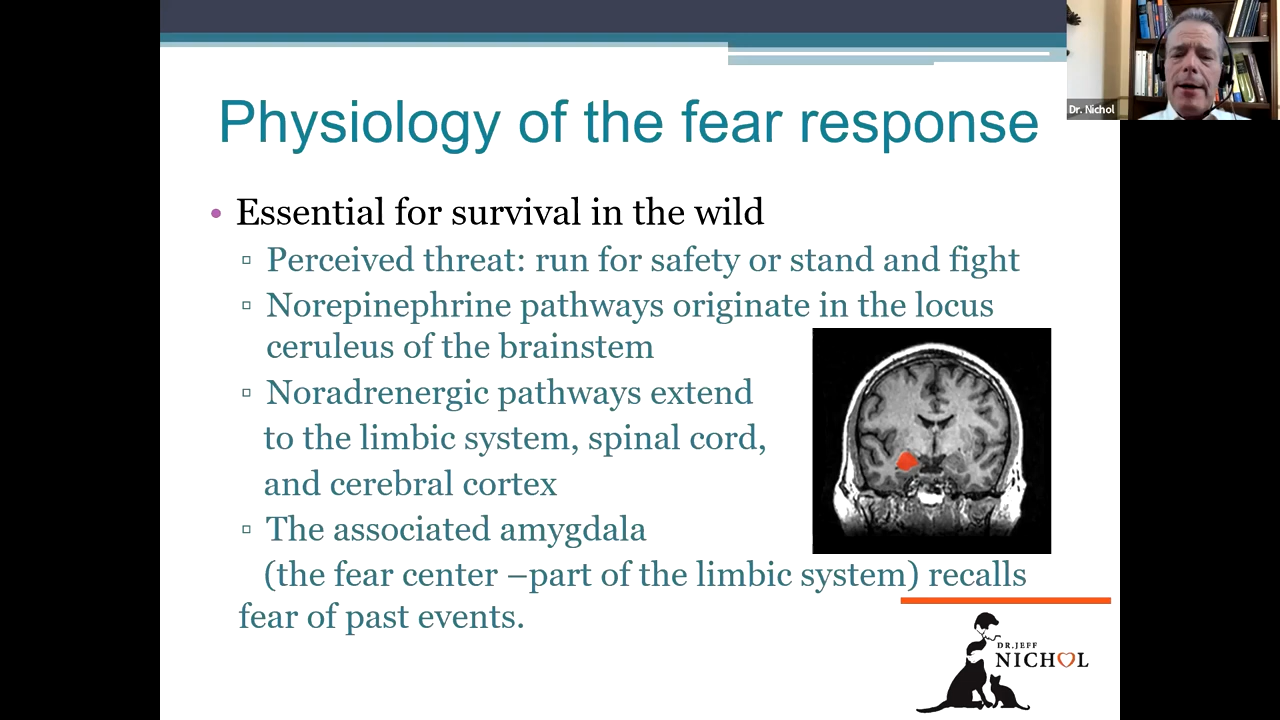 Dr. Nichol
Physiology of the fear response
• Essential for survival in the wild
▫ Perceived threat: run for safety or stand and fight
▫ Norepinephrine pathways originate in the locus
ceruleus of the brainstem
▫ Noradrenergic pathways extend
to the limbic system, spinal cord,
and cerebral cortex
▫ The associated amygdala
(the fear center –part of the limbic system) recalls
fear of past events.
DR. JEFF
NICHOL